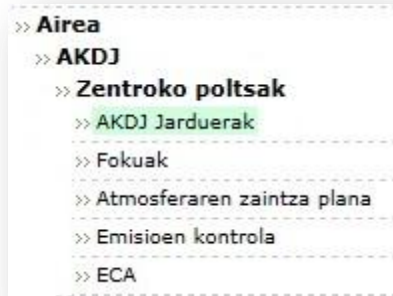 » Airea
» AKDJ
» Zentroko poltsak
» AKDJ Jarduerak
» Fokuak
» Atmosferaren zaintza plana
» Emisioen kontrola
» ECA